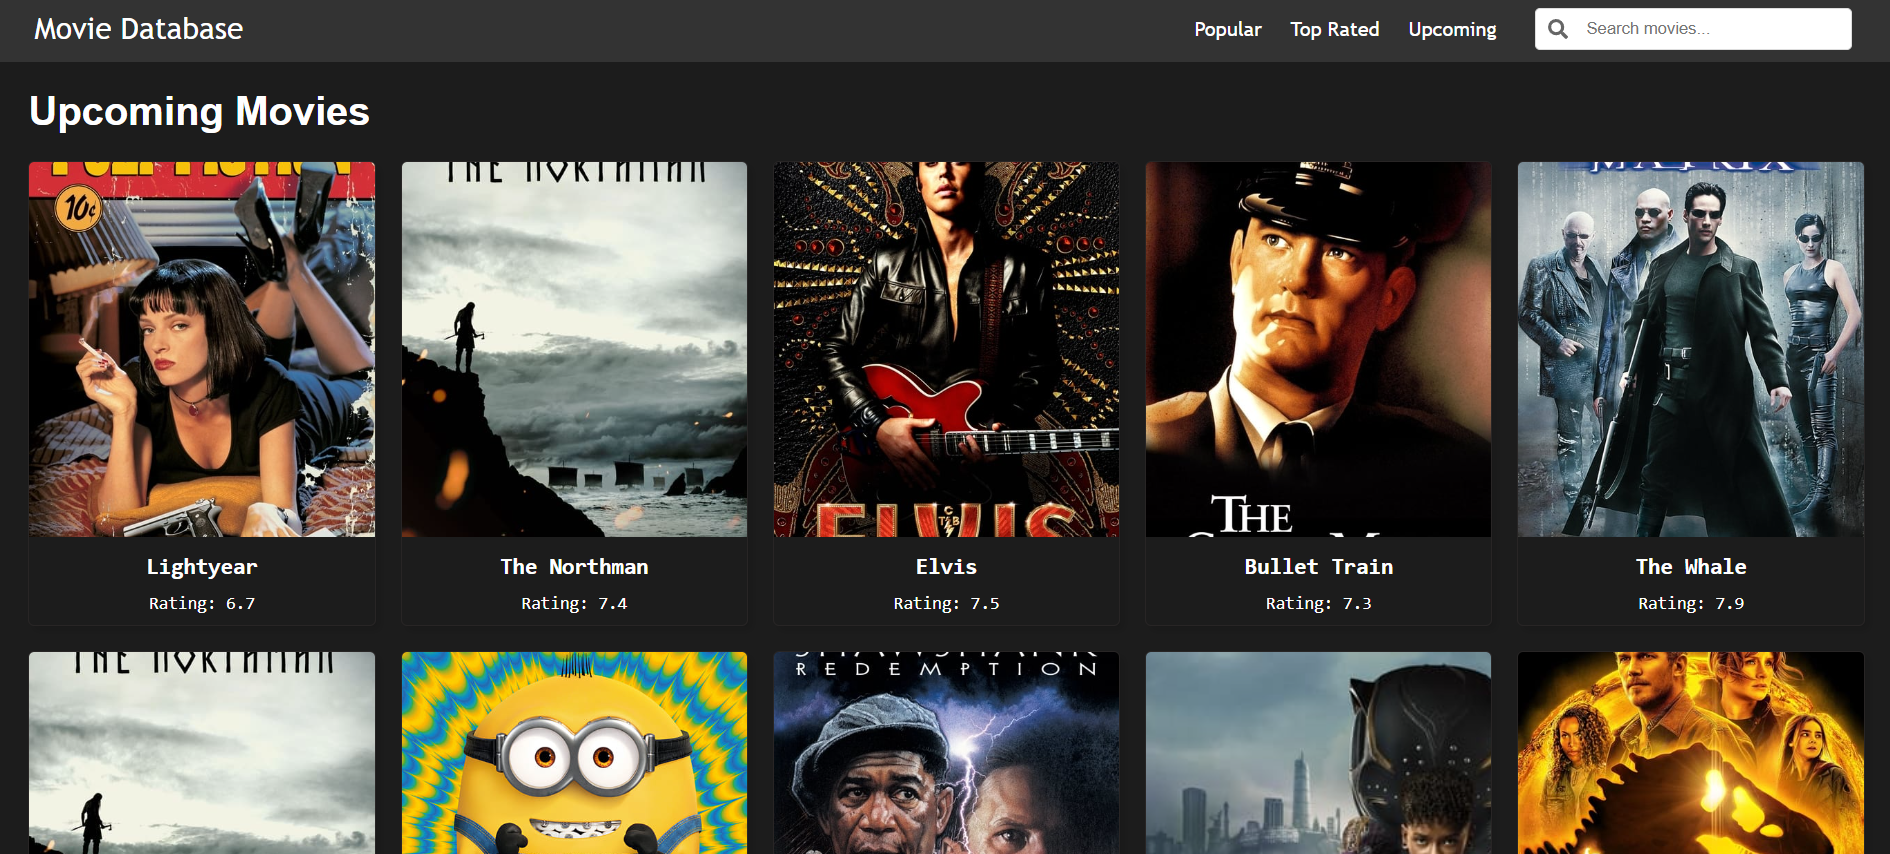 Movie Database
Popular
Top Rated
Upcoming
Search movies...
Upcoming Movies
10¢
THE NORTHMAN
ELVIS
THE
MATRIX
Lightyear
The Northman
Elvis
Bullet Train
The Whale
Rating: 6.7
Rating: 7.4
Rating: 7.5
Rating: 7.3
Rating: 7.9
THE NORTHMAN
SHAWSHANK
REDEMPTION